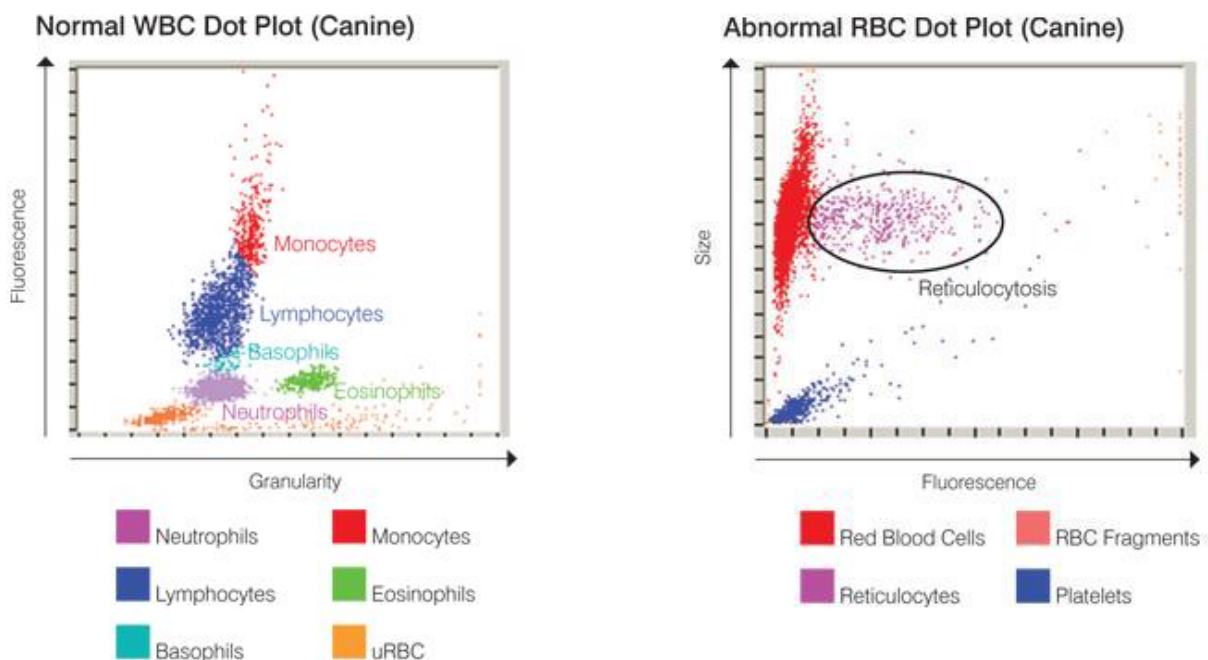 Normal WBC Dot Plot (Canine)
Fluorescence
Monocytes
Lymphocytes
Basophils
Eosinophils
Neutrophils
Granularity
Neutrophils
Monocytes
Lymphocytes
Eosinophils
Basophils
uRBC
Abnormal RBC Dot Plot (Canine)
Size
Reticulocytosis
Fluorescence
Red Blood Cells
RBC Fragments
Reticulocytes
Platelets